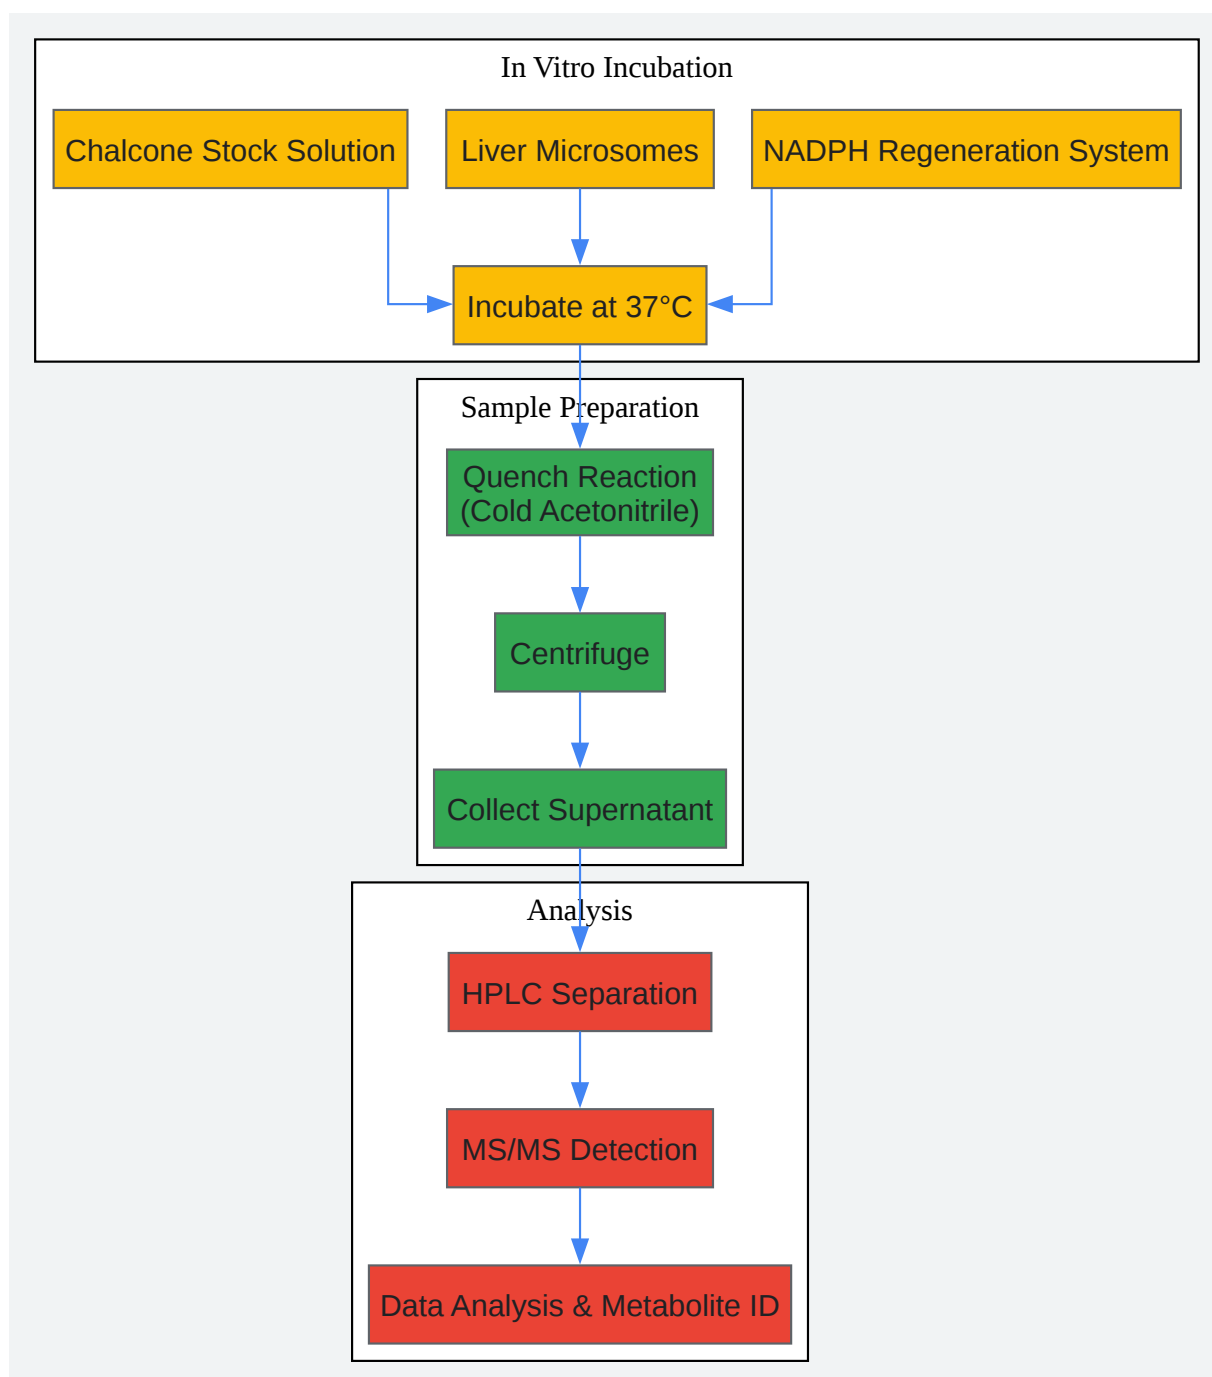 In Vitro Incubation
Chalcone Stock Solution
Liver Microsomes
NADPH Regeneration System
Incubate at 37°C
Sample Preparation
Quench Reaction
(Cold Acetonitrile)
Centrifuge
Collect Supernatant
Analysis
HPLC Separation
MS/MS Detection
Data Analysis & Metabolite ID